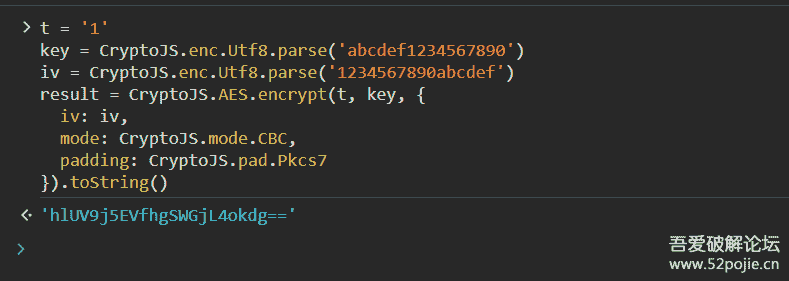 t = '1'
key = CryptoJS.enc.Utf8.parse('abcdef1234567890')
iv = CryptoJS.enc.Utf8.parse('1234567890abcdef')
result = CryptoJS.AES.encrypt(t, key, {
  iv: iv,
  mode: CryptoJS.mode.CBC,
  padding: CryptoJS.pad.Pkcs7
}).toString()
'hlUV9j5EVfhgSWGjL4okdg=='
吾爱破解论坛
www.52pojie.cn